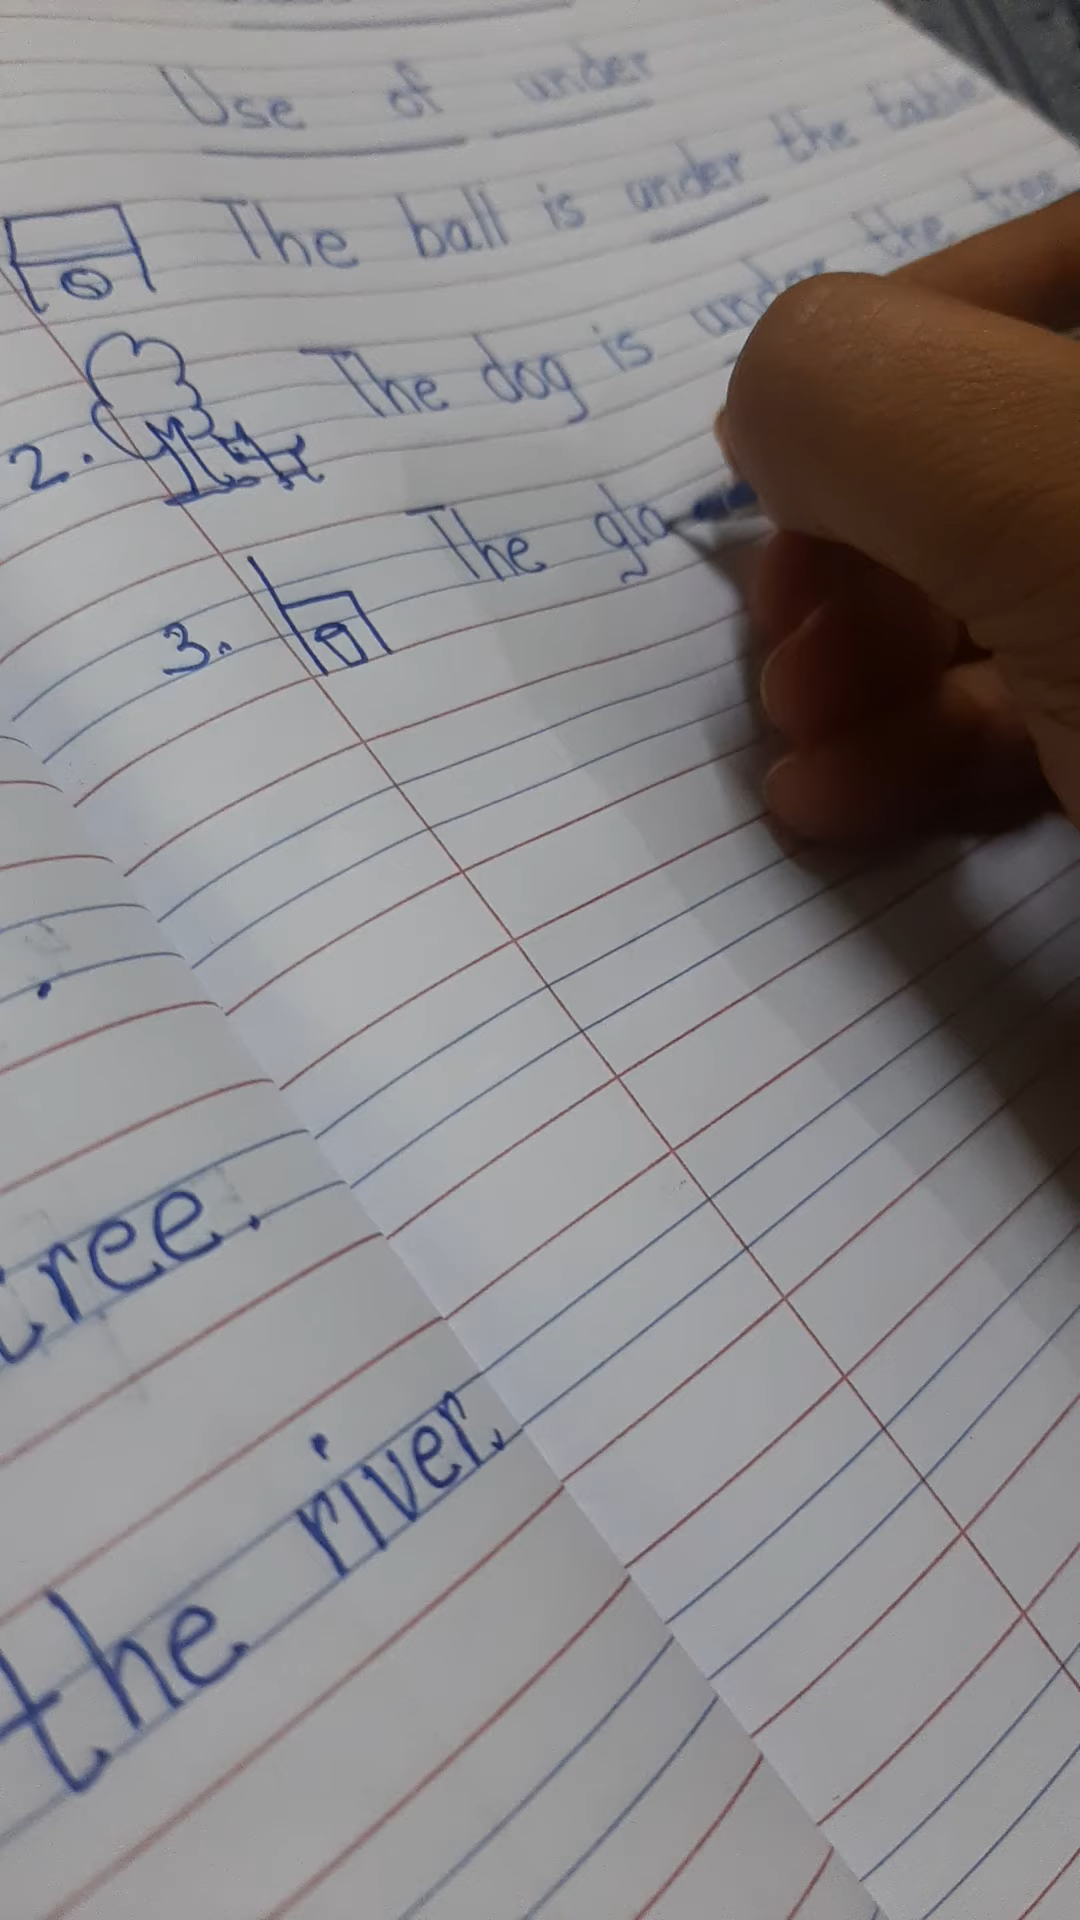 Use of under
The ball is under the table
2. The dog is under the tree
3. The gla
tree.
the river.